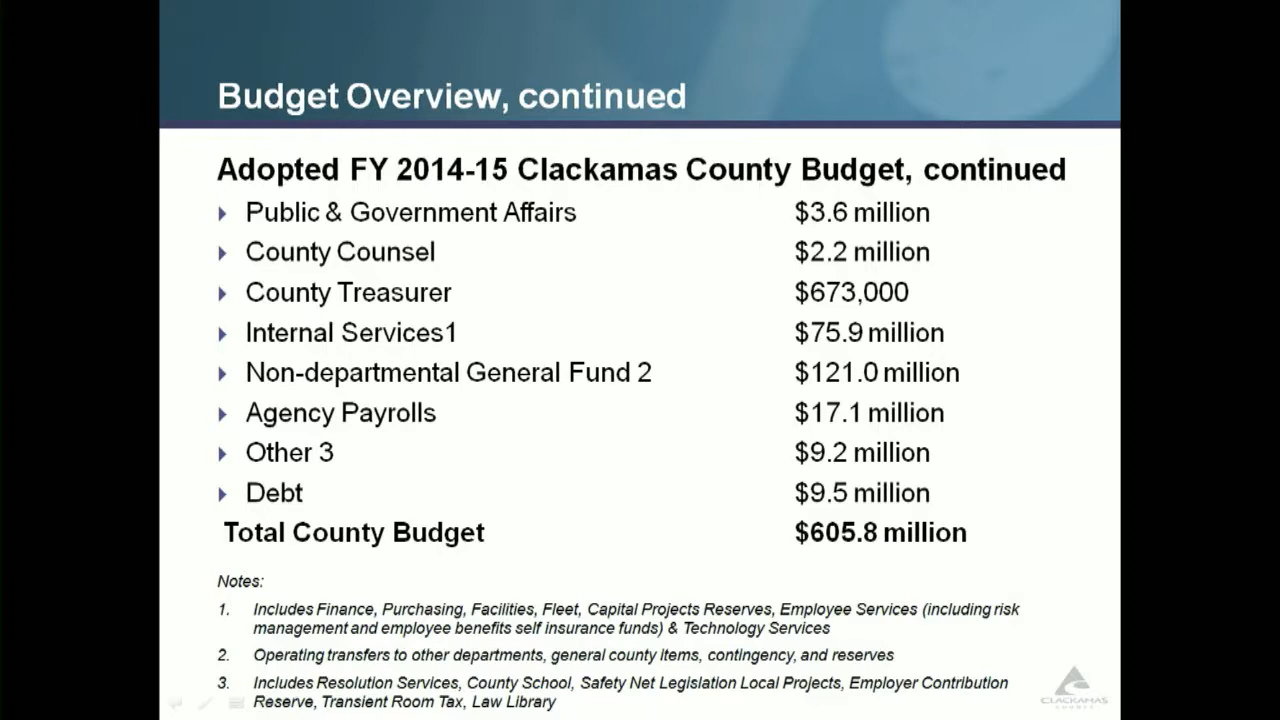 Budget Overview, continued
Adopted FY 2014-15 Clackamas County Budget, continued
Public & Government Affairs $3.6 million
County Counsel $2.2 million
County Treasurer $673,000
Internal Services1 $75.9 million
Non-departmental General Fund 2 $121.0 million
Agency Payrolls $17.1 million
Other 3 $9.2 million
Debt $9.5 million
Total County Budget $605.8 million
Notes:
1. Includes Finance, Purchasing, Facilities, Fleet, Capital Projects Reserves, Employee Services (including risk
management and employee benefits self insurance funds) & Technology Services
2. Operating transfers to other departments, general county items, contingency, and reserves
3. Includes Resolution Services, County School, Safety Net Legislation Local Projects, Employer Contribution
Reserve, Transient Room Tax, Law Library
CLACKAMAS
COUNTY